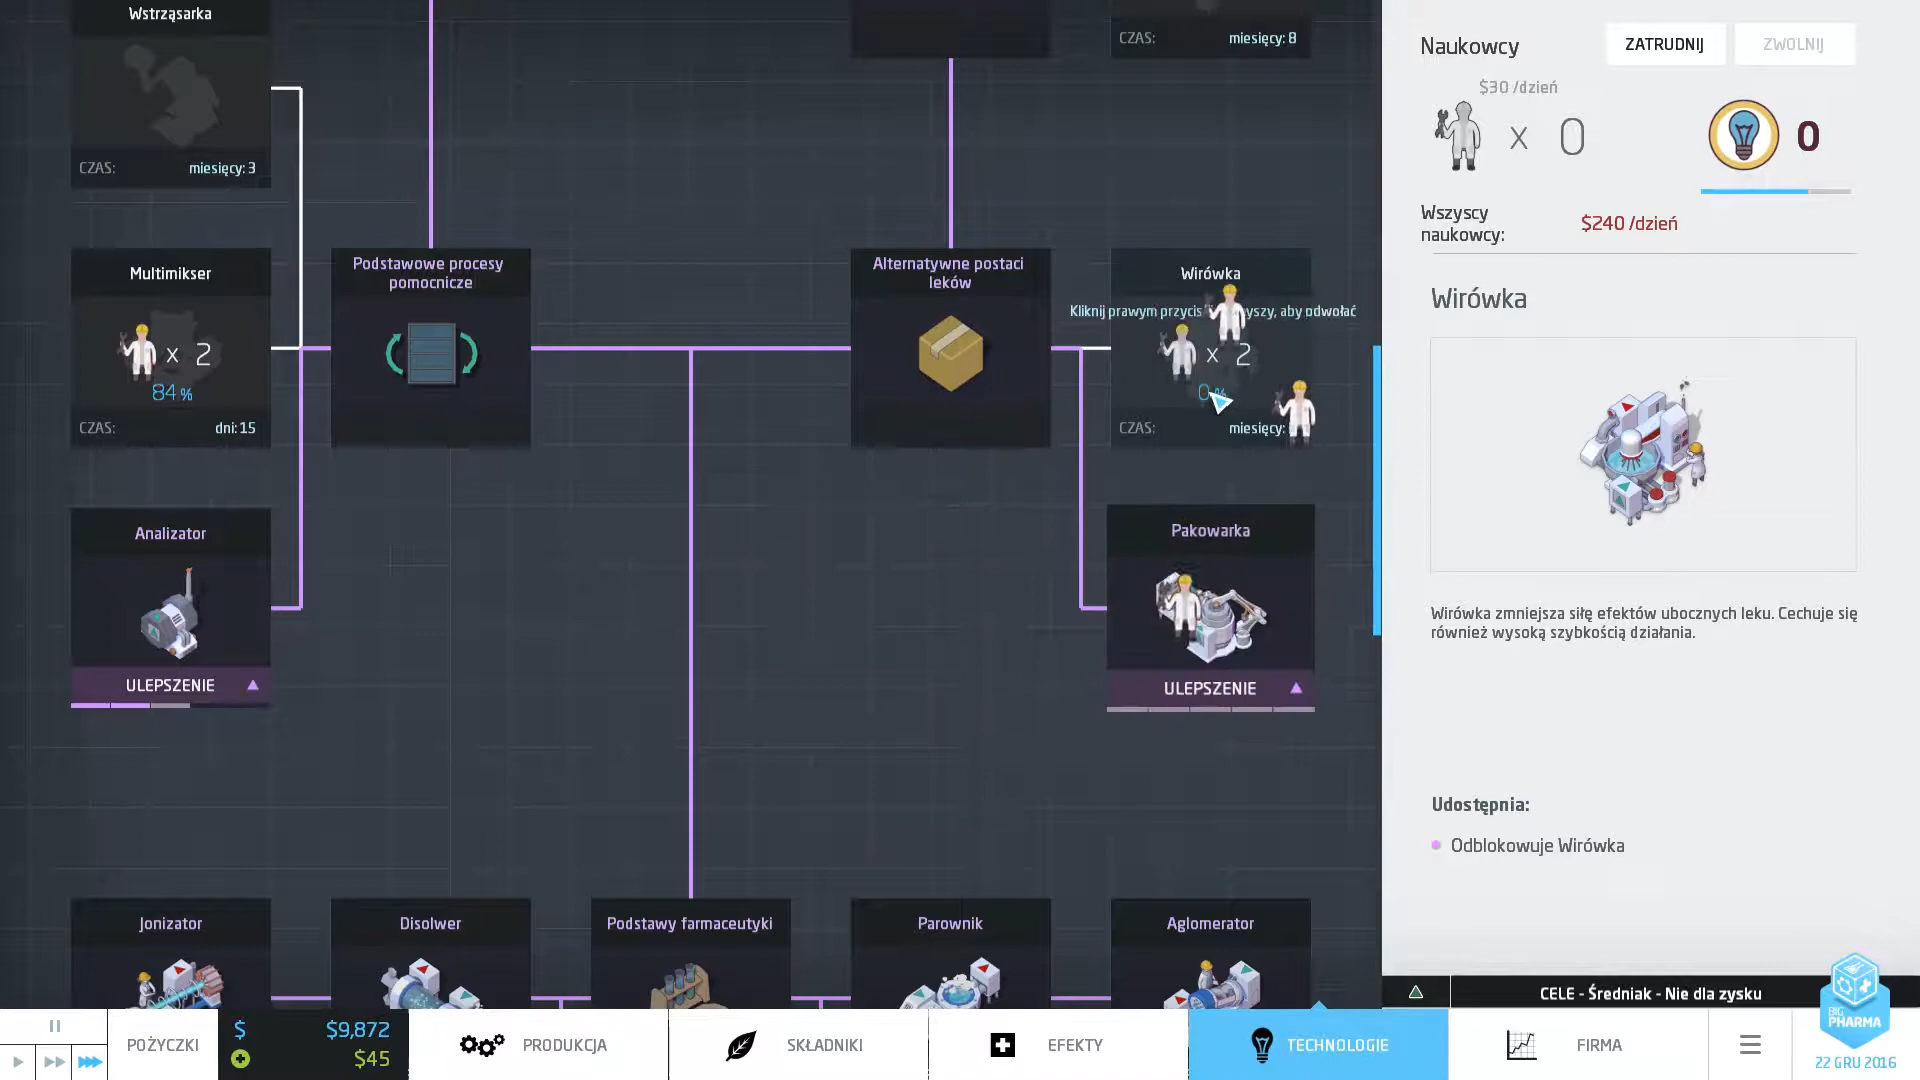 Wstrząsarka
CZAS: miesięcy: 3
CZAS: miesięcy: 8
Multimikser
x 2
84 %
CZAS: dni: 15
Podstawowe procesy
pomocnicze
Alternatywne postaci
leków
Wirówka
Kliknij prawym aby odwołać
x 2
CZAS: miesięcy:
Analizator
ULEPSZENIE
Pakowarka
ULEPSZENIE
Jonizator
Disolwer
Podstawy farmaceutyki
Parownik
Aglomerator
Naukowcy
ZATRUDNIJ
ZWOLNIJ
$30 /dzień
x 0
0
Wszyscy
naukowcy:
$240 /dzień
Wirówka
Wirówka zmniejsza siłę efektów ubocznych leku. Cechuje się
również wysoką szybkością działania.
Udostępnia:
Odblokowuje Wirówka
CELE - Średniak - Nie dla zysku
BIG
PHARMA
22 GRU 2016
POŻYCZKI
$ $9,872
$45
PRODUKCJA
SKŁADNIKI
EFEKTY
TECHNOLOGIE
FIRMA